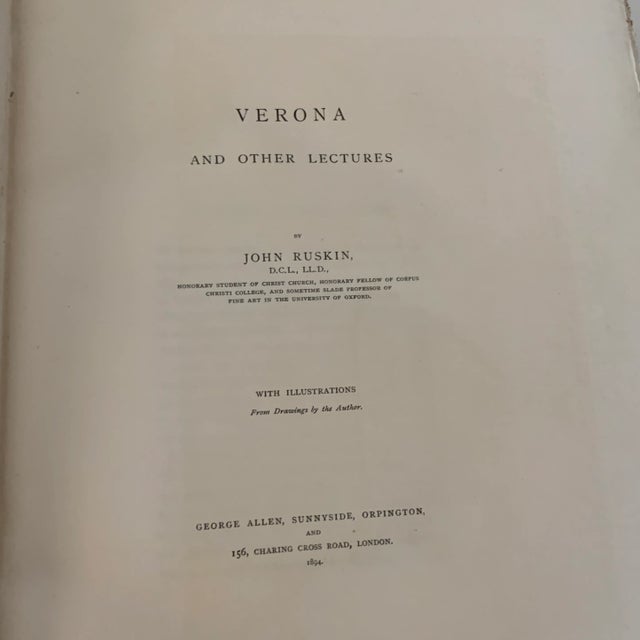 VERONA
AND OTHER LECTURES
BY
JOHN RUSKIN,
D.C.L., LL.D.,
HONORARY STUDENT OF CHRIST CHURCH, HONORARY FELLOW OF CORPUS
CHRISTI COLLEGE, AND SOMETIME SLADE PROFESSOR OF
FINE ART IN THE UNIVERSITY OF OXFORD.
WITH ILLUSTRATIONS
From Drawings by the Author.
GEORGE ALLEN, SUNNYSIDE, ORPINGTON,
AND
156, CHARING CROSS ROAD, LONDON.
1894.